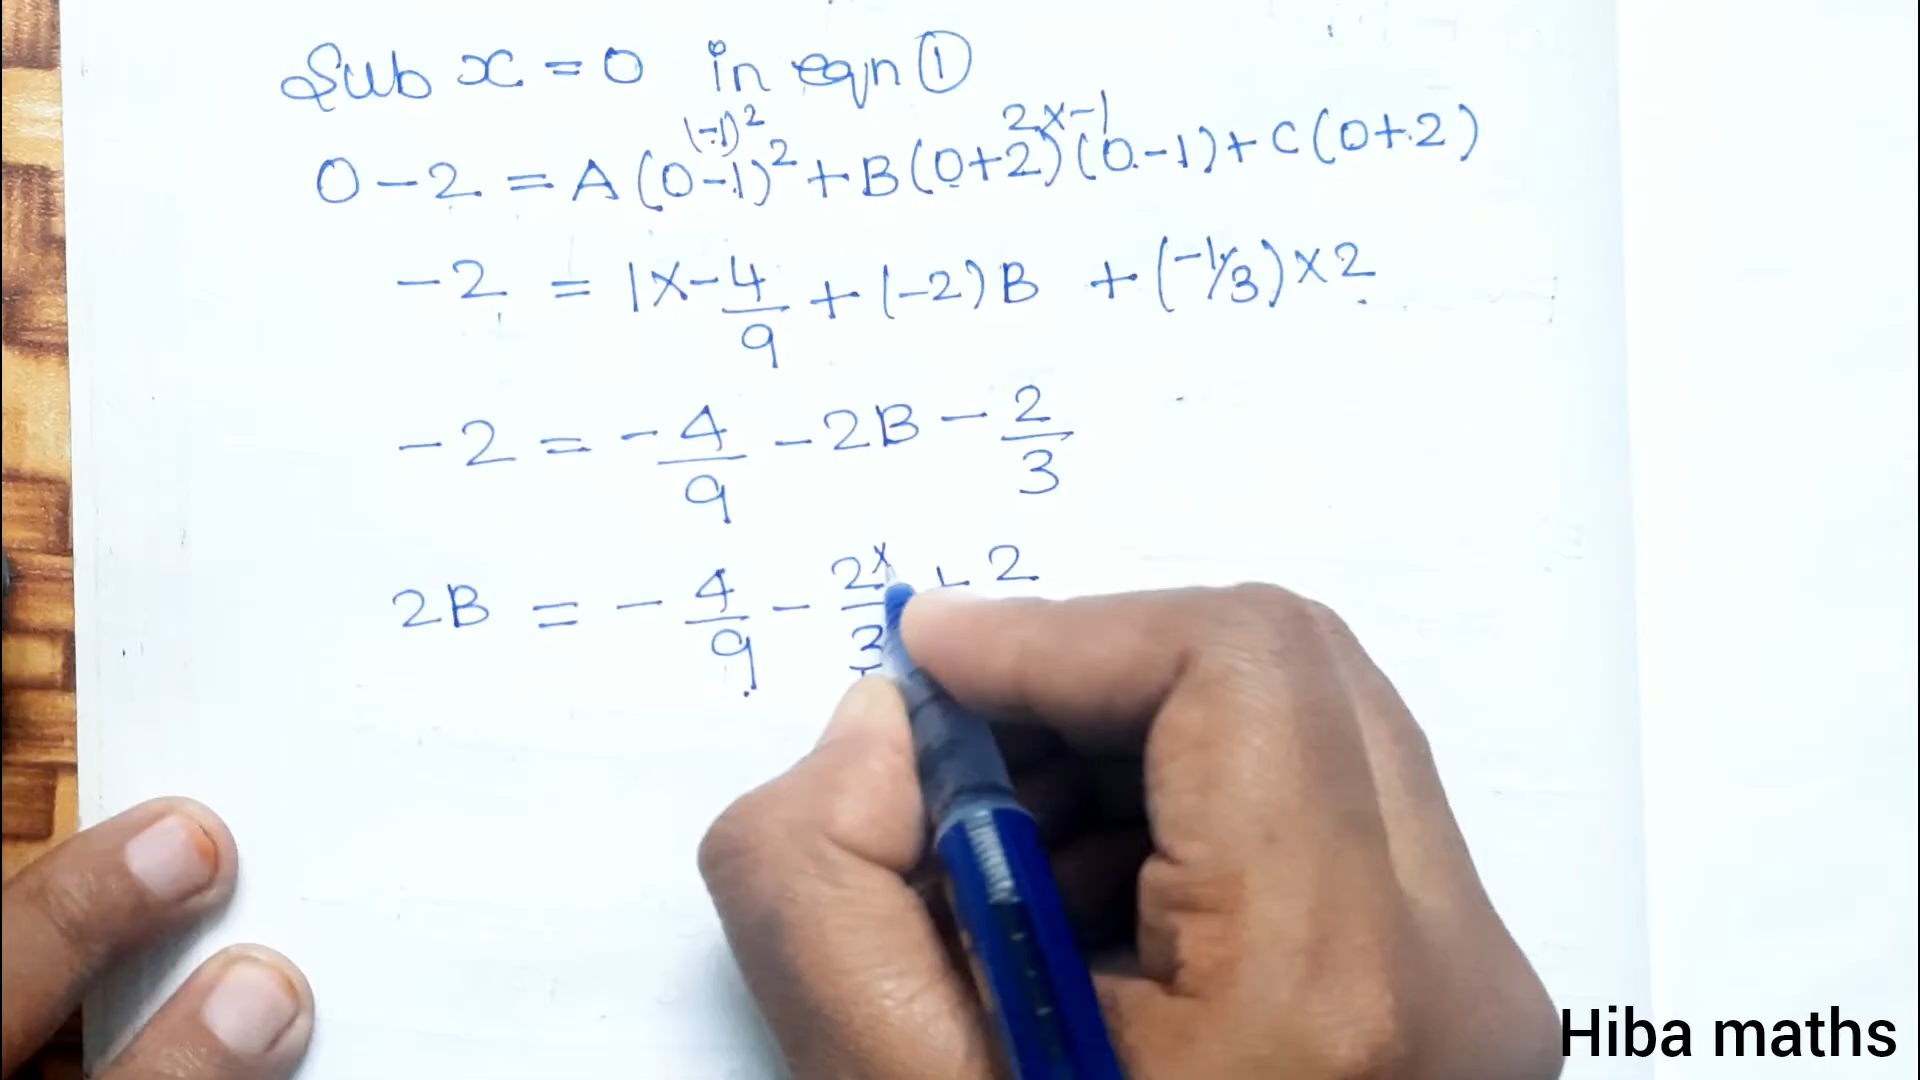 Sub x = 0 in eqn ①
(-1)² 2x-1
0 - 2 = A(0-1)² + B(0+2)(0-1) + C(0+2)
-2 = 1 x -4/9 + (-2)B + (-1/3) x 2
-2 = -4/9 - 2B - 2/3
2B = -4/9 - 2x/3 + 2
Hiba maths